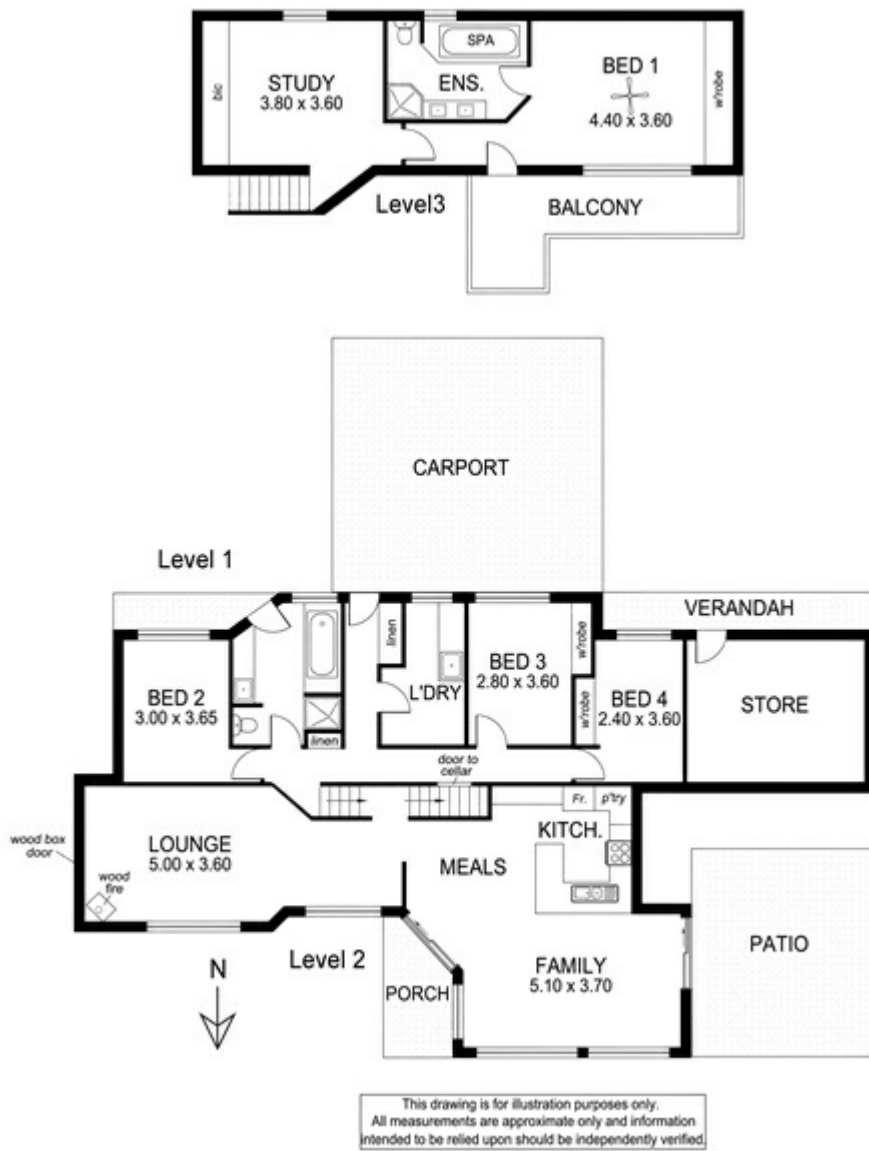 SPA
STUDY
3.80 x 3.60
bic
ENS.
BED 1
4.40 x 3.60
w'robe
Level3
BALCONY
CARPORT
Level 1
VERANDAH
linen
BED 3
2.80 x 3.60
w'robe
BED 2
3.00 x 3.65
L'DRY
w'robe
BED 4
2.40 x 3.60
STORE
linen
door to
cellar
Fr.
p'try
KITCH.
LOUNGE
5.00 x 3.60
wood box
door
wood
fire
MEALS
Level 2
N
PORCH
FAMILY
5.10 x 3.70
PATIO
This drawing is for illustration purposes only.
All measurements are approximate only and information
intended to be relied upon should be independently verified.